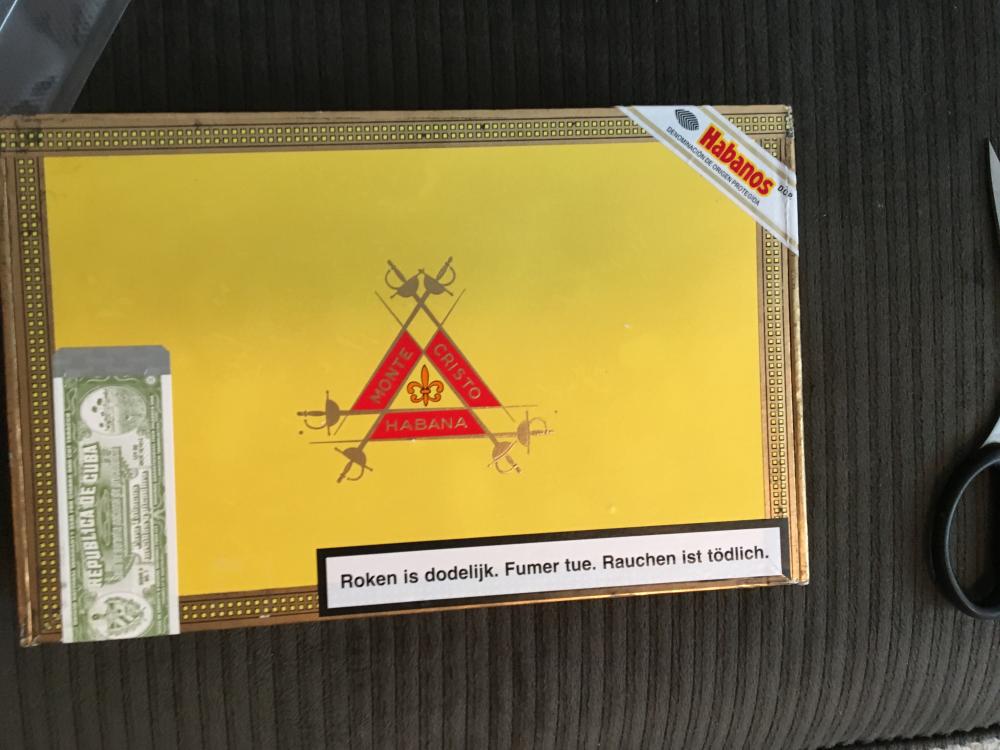 DENOMINACIÓN DE ORIGEN PROTEGIDA
Habanos
D.O.P.
MONTE
CRISTO
HABANA
REPUBLICA DE CUBA
Roken is dodelijk. Fumer tue. Rauchen ist tödlich.